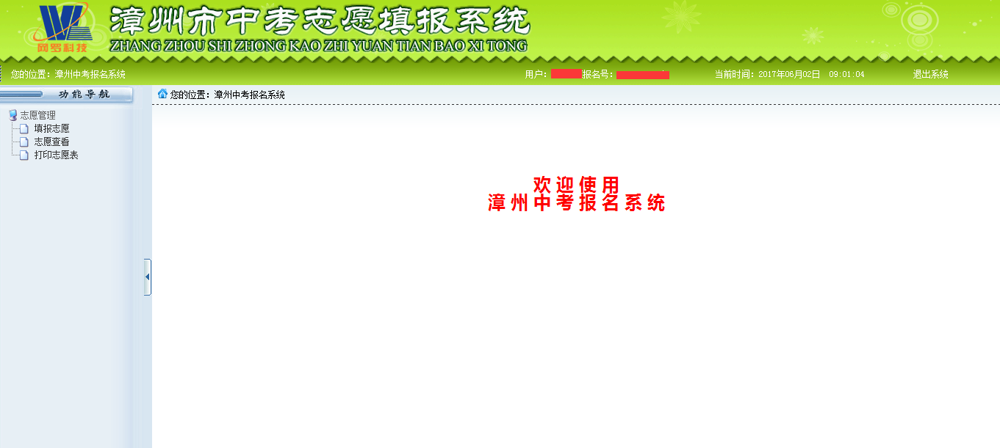 网罗科技
漳州市中考志愿填报系统
ZHANG ZHOU SHI ZHONG KAO ZHI YUAN TIAN BAO XI TONG
您的位置：漳州中考报名系统
用户： 报名号：
当前时间：2017年06月02日 09:01:04
退出系统
功能导航
您的位置：漳州中考报名系统
志愿管理
填报志愿
志愿查看
打印志愿表
欢迎使用
漳州中考报名系统